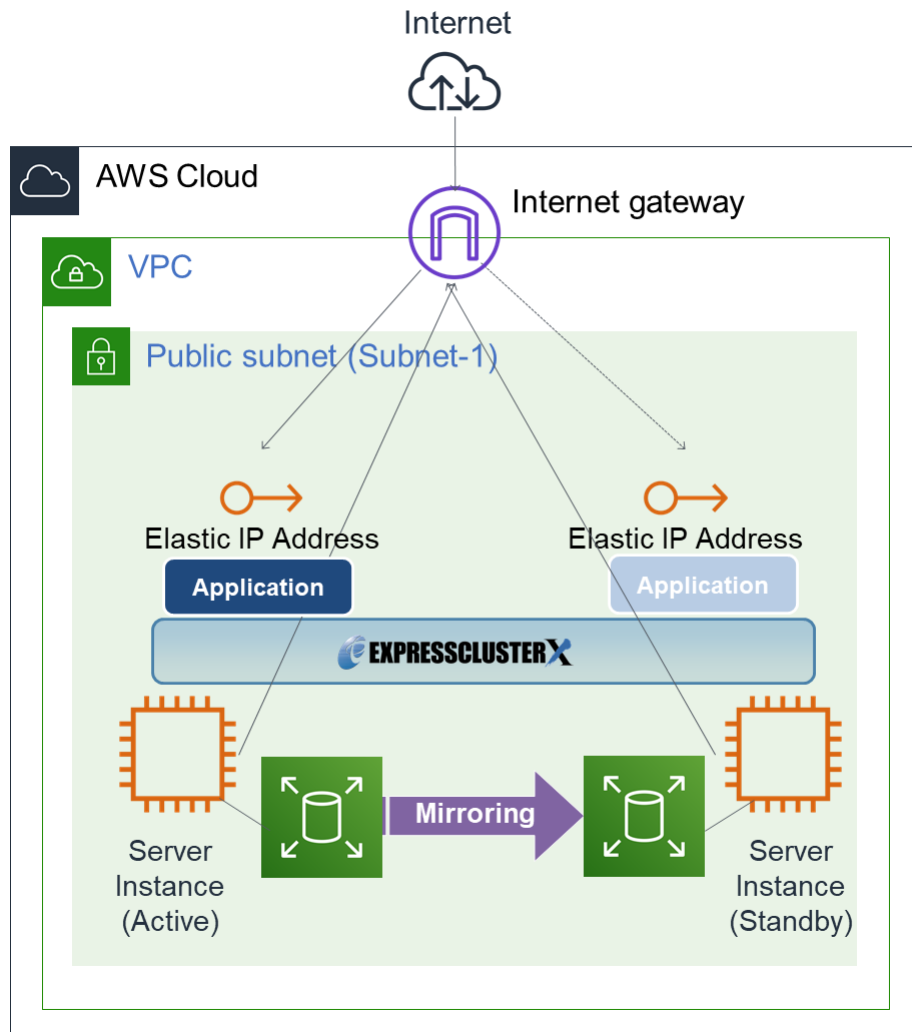 Internet
AWS Cloud
Internet gateway
VPC
Public subnet (Subnet-1)
Elastic IP Address
Elastic IP Address
Application
Application
EXPRESSCLUSTER X
Mirroring
Server
Instance
(Active)
Server
Instance
(Standby)